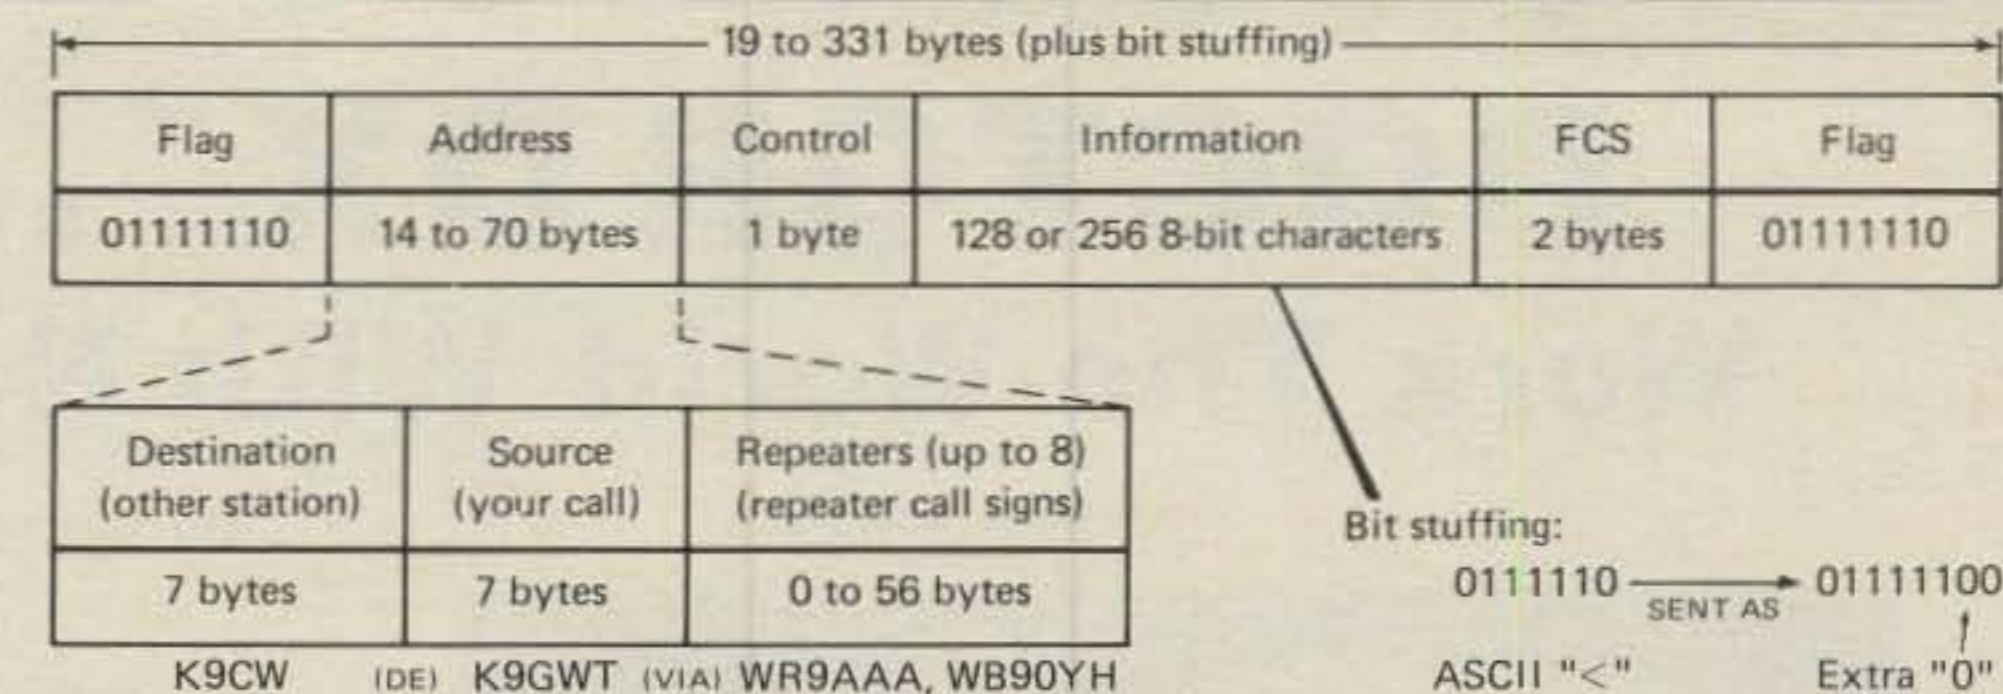 19 to 331 bytes (plus bit stuffing)
Flag Address Control Information FCS Flag
01111110 14 to 70 bytes 1 byte 128 or 256 8-bit characters 2 bytes 01111110
Destination (other station)
Source (your call)
Repeaters (up to 8) (repeater call signs)
7 bytes 7 bytes 0 to 56 bytes
K9CW (DE) K9GWT (VIA) WR9AAA, WB90YH
Bit stuffing:
0111110 SENT AS 01111100
ASCII "<" Extra "0"